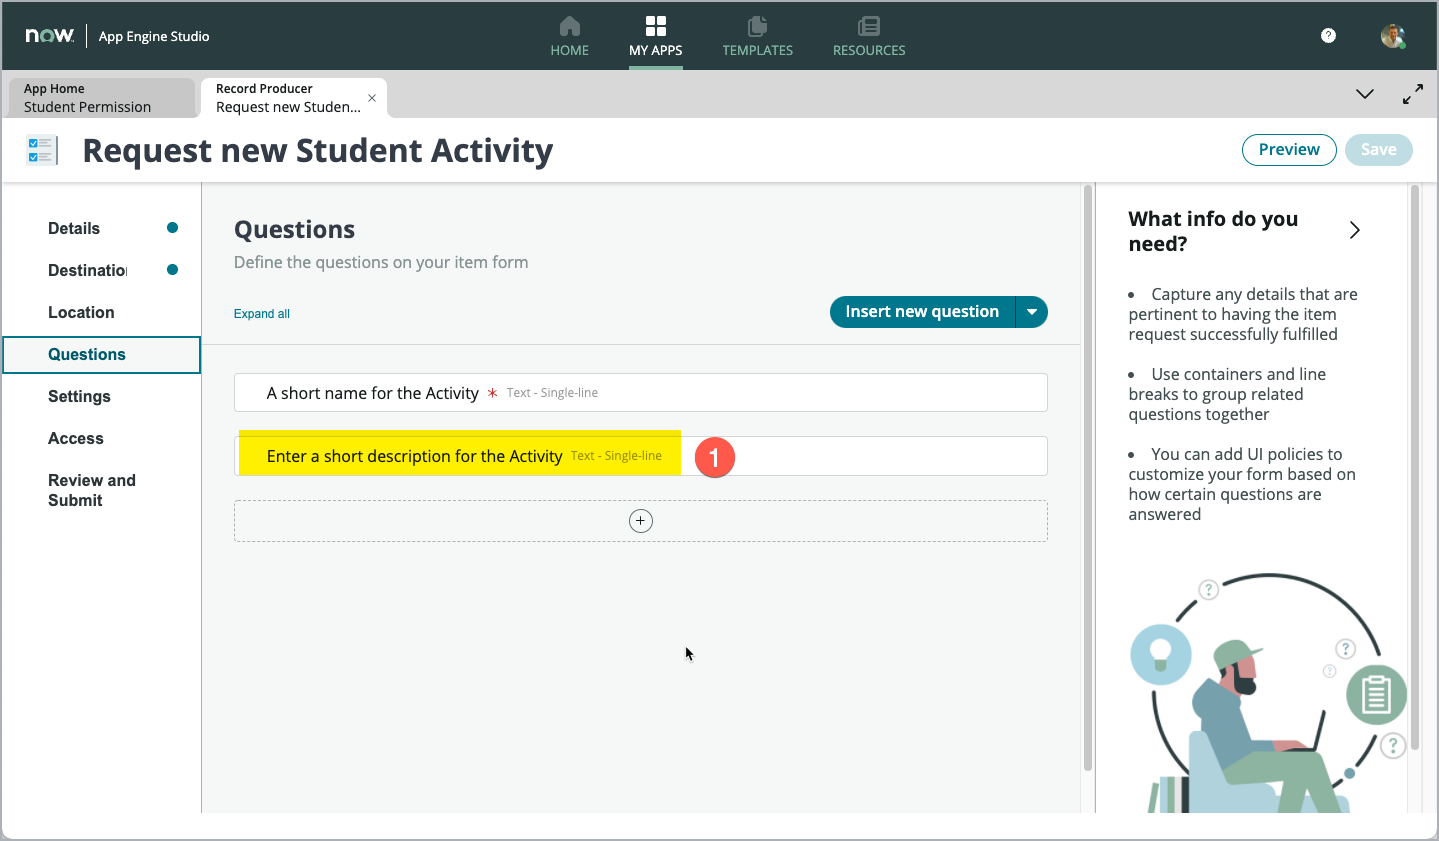 now
App Engine Studio
HOME
MY APPS
TEMPLATES
RESOURCES
?
App Home
Student Permission
Record Producer
Request new Studen...
Request new Student Activity
Preview
Save
Details
Destination
Location
Questions
Settings
Access
Review and
Submit
Questions
Define the questions on your item form
Expand all
Insert new question
A short name for the Activity * Text - Single-line
Enter a short description for the Activity Text - Single-line
1
What info do you
need?
• Capture any details that are
pertinent to having the item
request successfully fulfilled
• Use containers and line
breaks to group related
questions together
• You can add UI policies to
customize your form based on
how certain questions are
answered
?
?
?
?